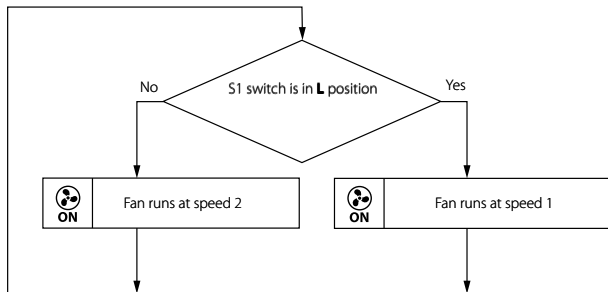 S1 switch is in L position
No
Yes
ON
Fan runs at speed 2
ON
Fan runs at speed 1